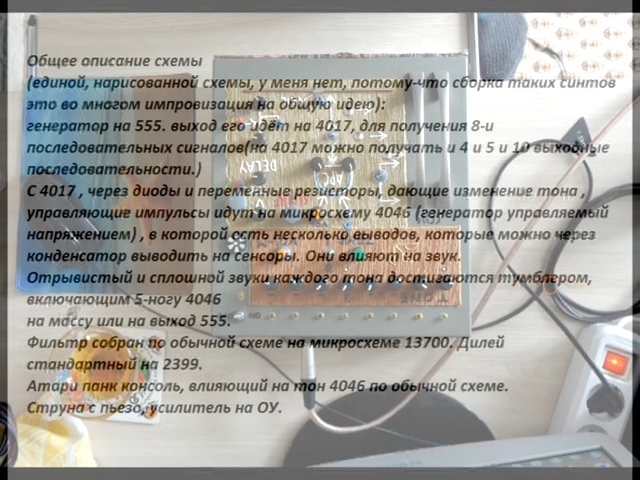 Общее описание схемы
(единой, нарисованной схемы, у меня нет, потому-что сборка таких синтов
это во многом импровизация на общую идею):
генератор на 555. выход его идёт на 4017, для получения 8-и
последовательных сигналов(на 4017 можно получать и 4 и 5 и 10 выходные
последовательности.)
С 4017 , через диоды и переменные резисторы, дающие изменение тона ,
управляющие импульсы идут на микросхему 4046 (генератор управляемый
напряжением) , в которой есть несколько выводов, которые можно через
конденсатор выводить на сенсоры. Они влияют на звук.
Отрывистый и сплошной звуки каждого тона достигаются тумблером,
включающим 5-ногу 4046
на массу или на выход 555.
Фильтр собран по обычной схеме на микросхеме 13700. Дилей
стандартный на 2399.
Атари панк консоль, влияющий на тон 4046 по обычной схеме.
Струна с пьезо, усилитель на ОУ.
DELAY
APC
TONE